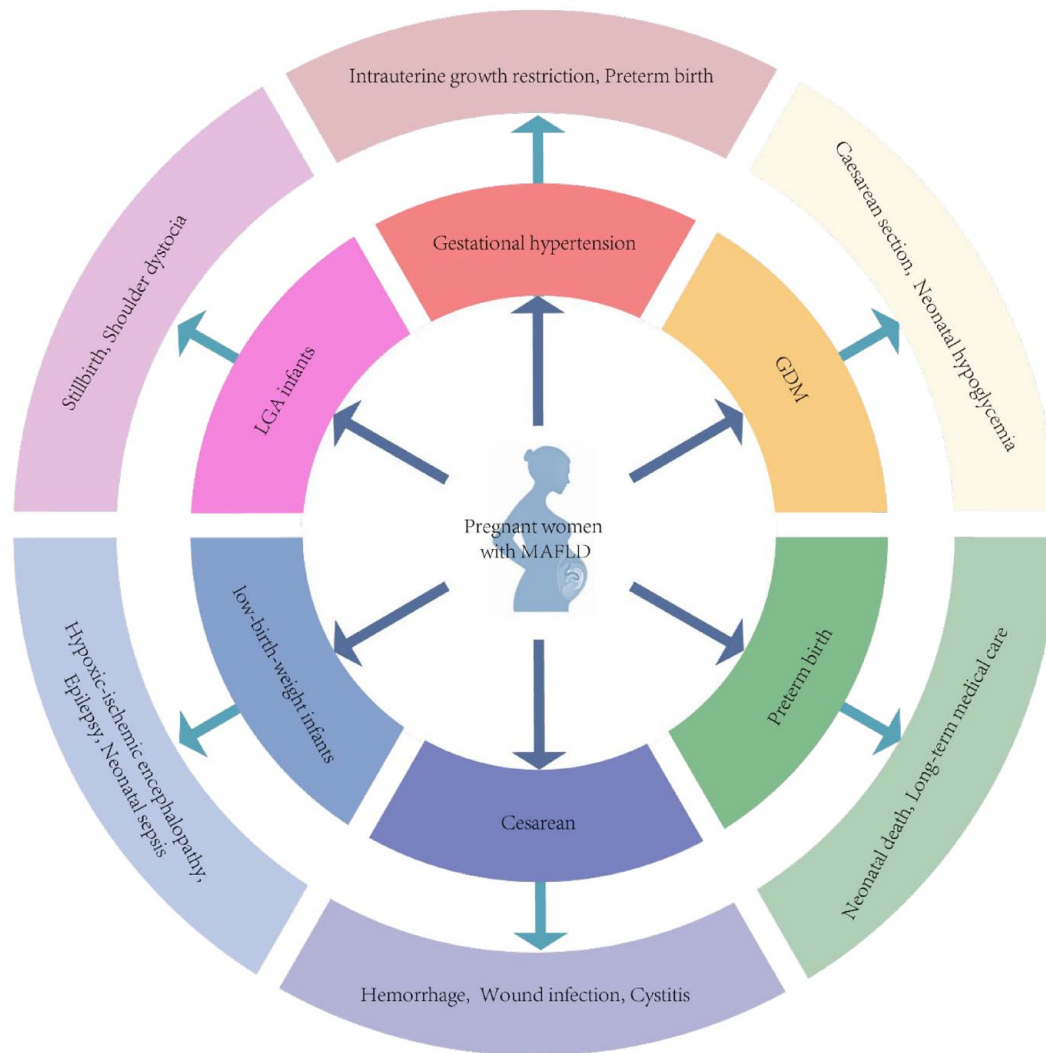 Intrauterine growth restriction, Preterm birth
Caesarean section, Neonatal hypoglycemia
Stillbirth, Shoulder dystocia
Gestational hypertension
GDM
LGA infants
Pregnant women
with MAFLD
low-birth-weight infants
Preterm birth
Cesarean
Hypoxic-ischemic encephalopathy,
Epilepsy, Neonatal sepsis
Neonatal death, Long-term medical care
Hemorrhage, Wound infection, Cystitis